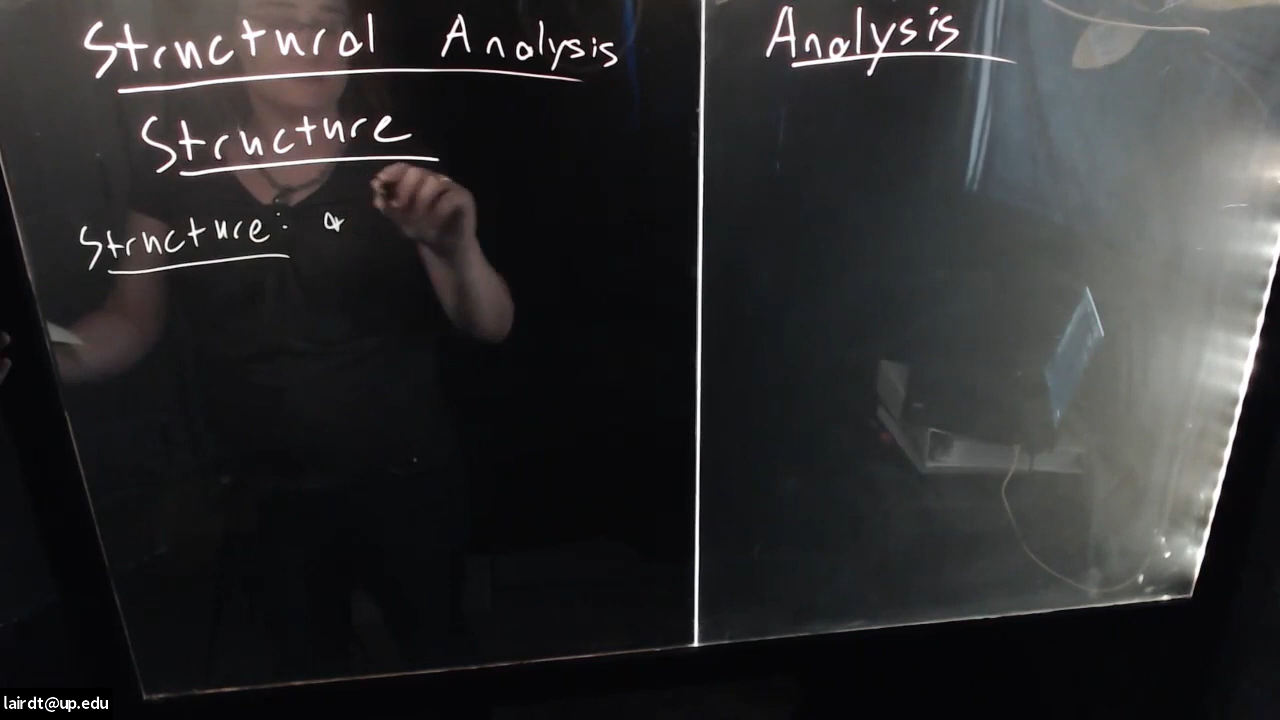 Structural Analysis
Structure
Structure: a
Analysis
lairdt@up.edu